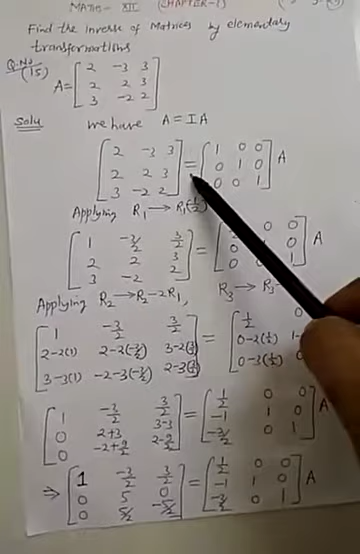 MATHS- XII (CHAPTER-
Find the inverse of Matrices by elementary
transformations
Q.No (15) A = [2 -3 3
2 2 3
3 -2 2]
Solu we have A = IA
[2 -3 3
2 2 3
3 -2 2] = [1 0 0
0 1 0
0 0 1] A
Applying R1 → R1(1/2)
[1 -3/2 3/2
2 2 3
3 -2 2] = [ 0
0 0
0 0 ] A
Applying R2 → R2-2R1, R3 → R3-
[1 -3/2 3/2
2-2(1) 2-2(-3/2) 3-2(3/2)
3-3(1) -2-3(-3/2) 2-3(3/2)] = [1/2 0
0-2(1/2) 1-
0-3(1/2) 0
[1 -3/2 3/2
0 2+3 3-3
0 -2+9/2 2-9/2] = [1/2 0 0
-1 1 0
-3/2 0 1] A
⇒ [1 -3/2 3/2
0 5 0
0 5/2 -5/2] = [1/2 0 0
-1 1 0
-3/2 0 1] A